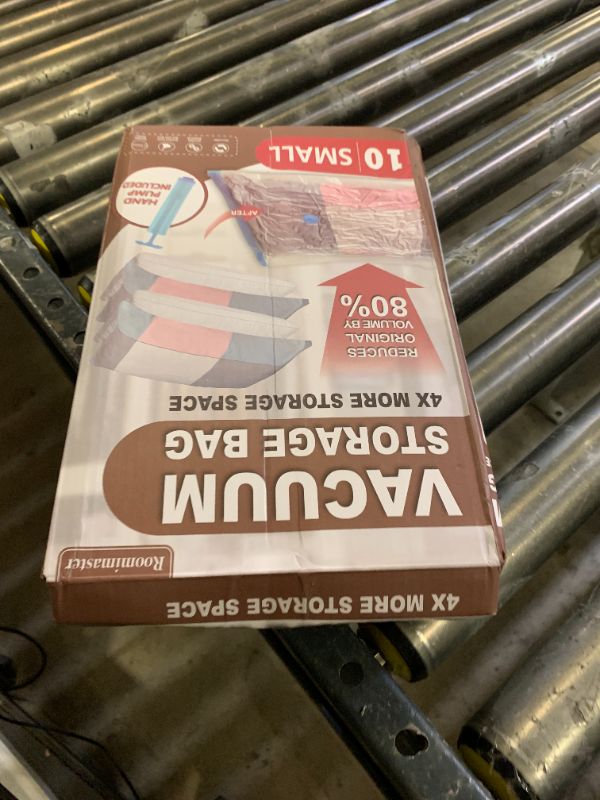 4X MORE STORAGE SPACE
Roomimaster
VACUUM
STORAGE BAG
4X MORE STORAGE SPACE
REDUCES
ORIGINAL
VOLUME BY
80%
AFTER
HAND
PUMP
INCLUDED
10 | SMALL